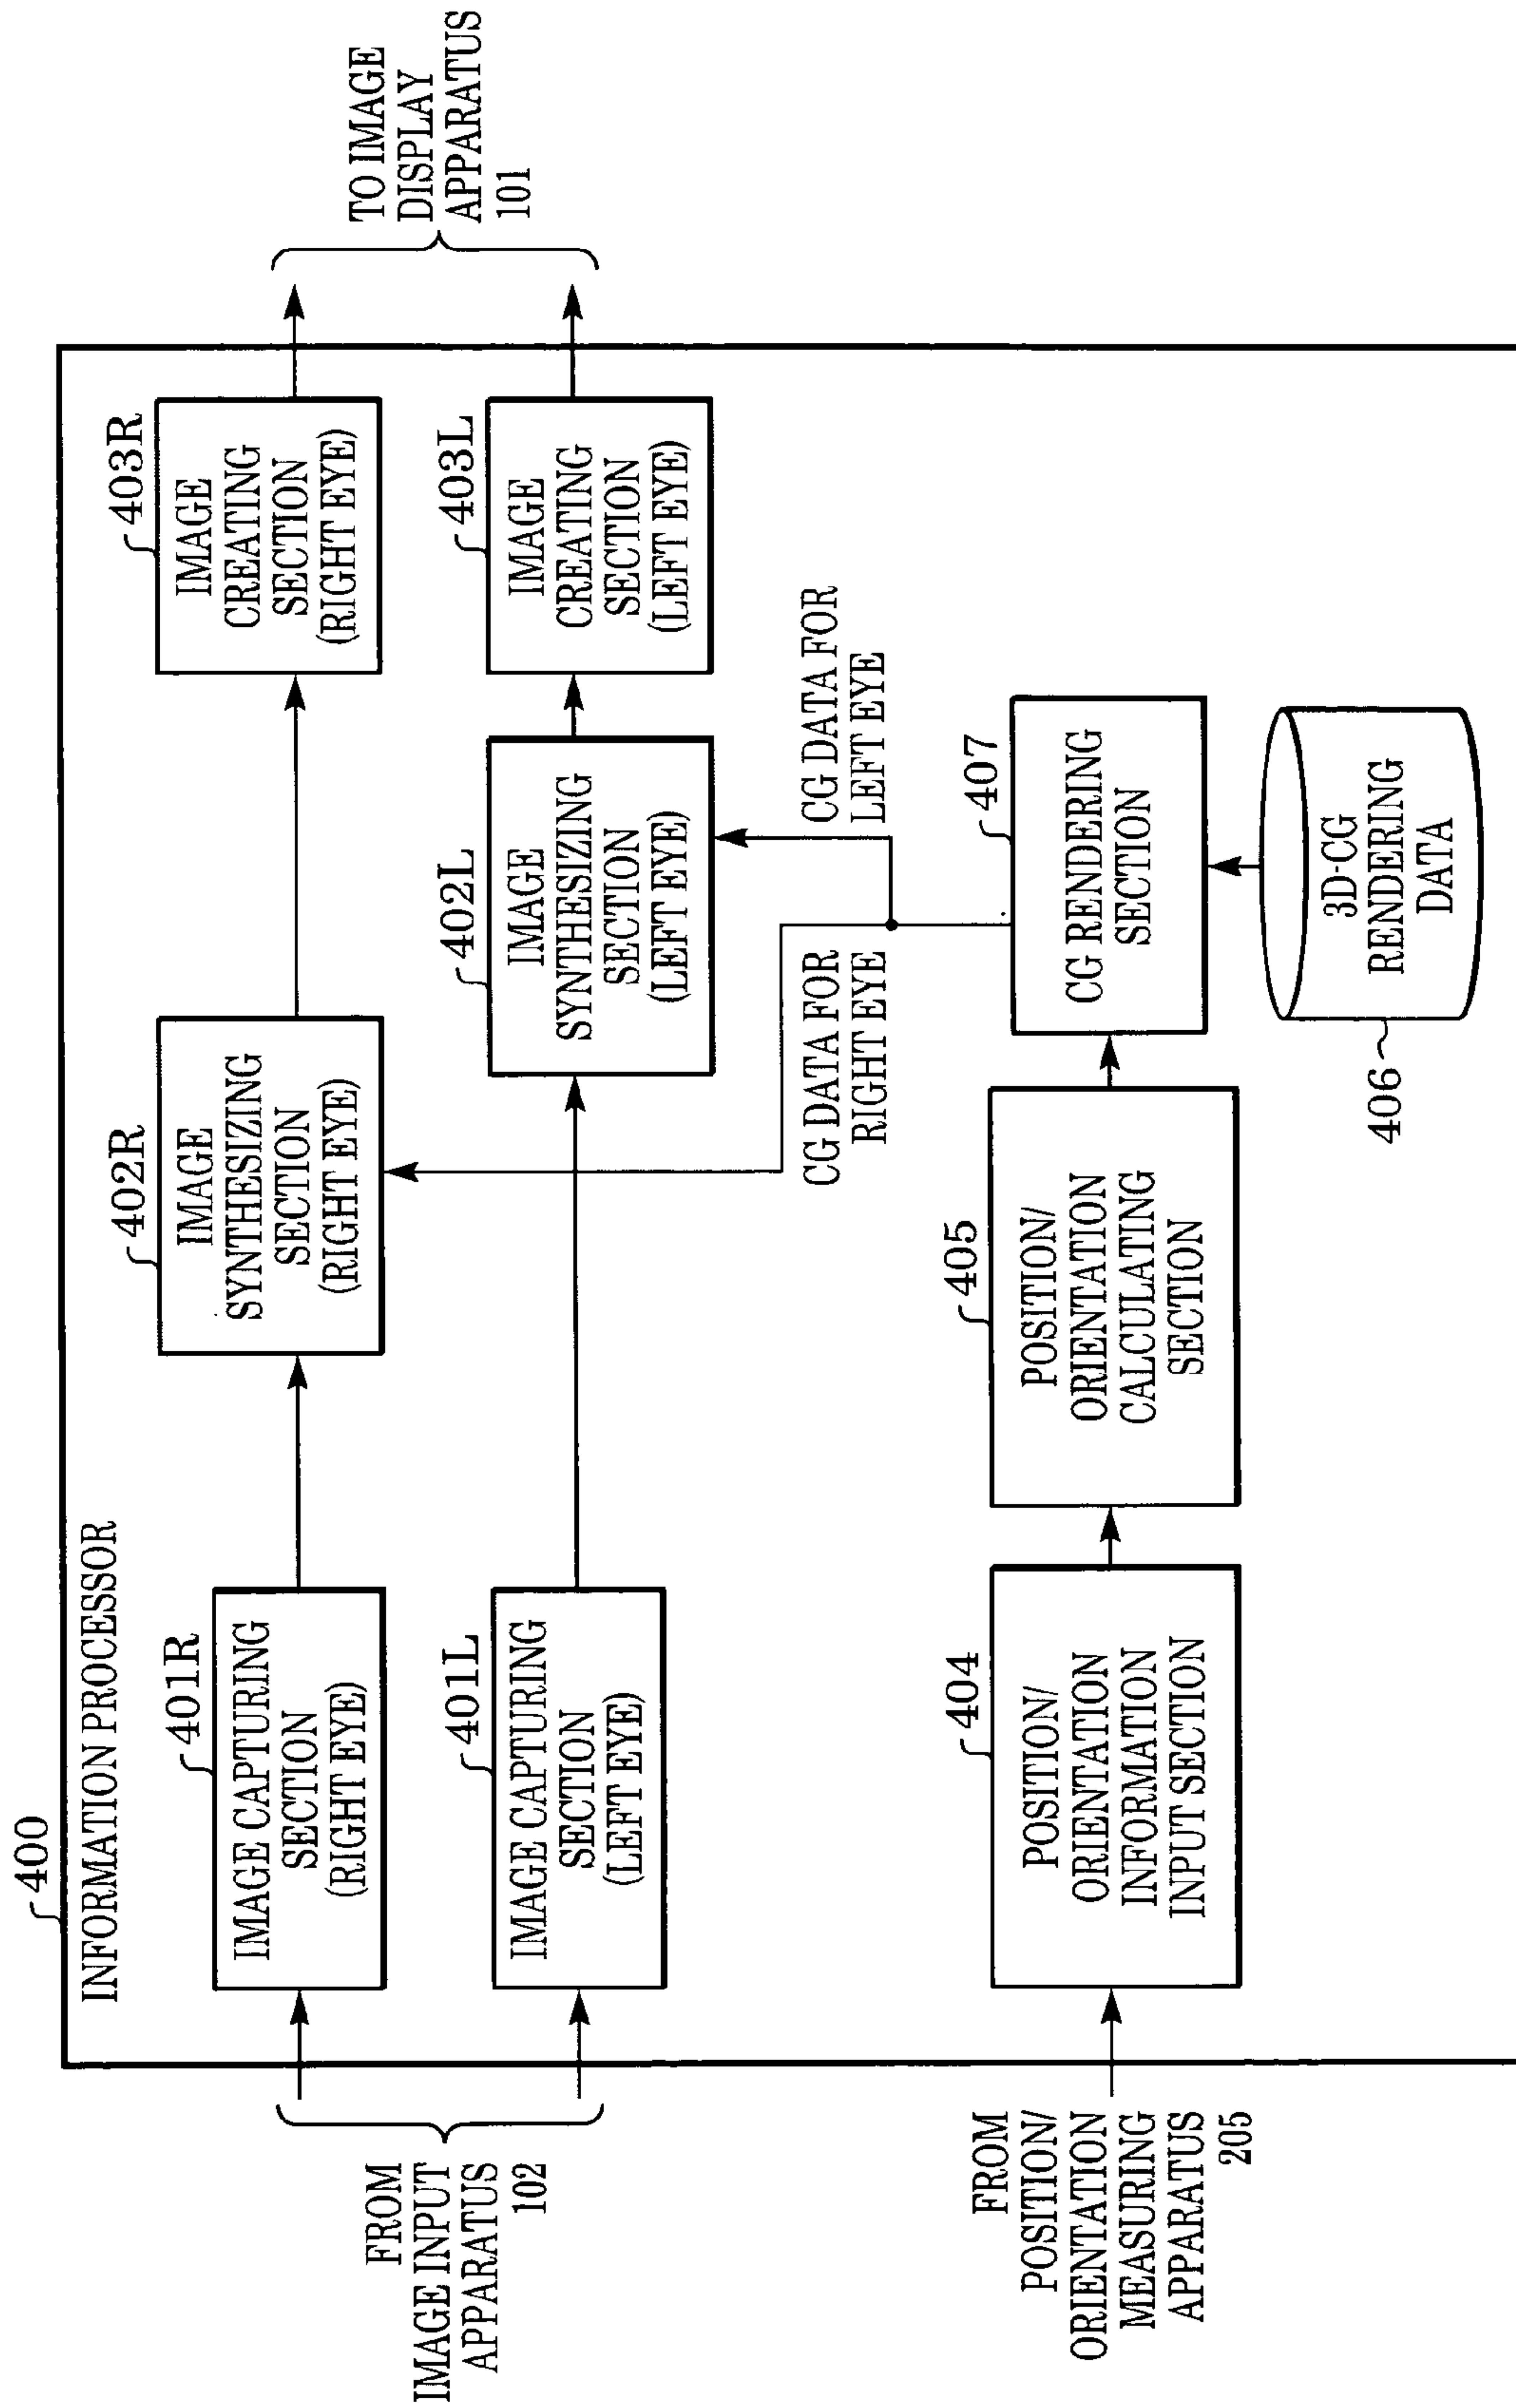 400
INFORMATION PROCESSOR
FROM
IMAGE INPUT
APPARATUS
102
401R
IMAGE CAPTURING
SECTION
(RIGHT EYE)
402R
IMAGE
SYNTHESIZING
SECTION
(RIGHT EYE)
403R
IMAGE
CREATING
SECTION
(RIGHT EYE)
TO IMAGE
DISPLAY
APPARATUS
101
401L
IMAGE CAPTURING
SECTION
(LEFT EYE)
402L
IMAGE
SYNTHESIZING
SECTION
(LEFT EYE)
403L
IMAGE
CREATING
SECTION
(LEFT EYE)
CG DATA FOR
RIGHT EYE
CG DATA FOR
LEFT EYE
FROM
POSITION/
ORIENTATION
MEASURING
APPARATUS
205
404
POSITION/
ORIENTATION
INFORMATION
INPUT SECTION
405
POSITION/
ORIENTATION
CALCULATING
SECTION
407
CG RENDERING
SECTION
406
3D-CG
RENDERING
DATA